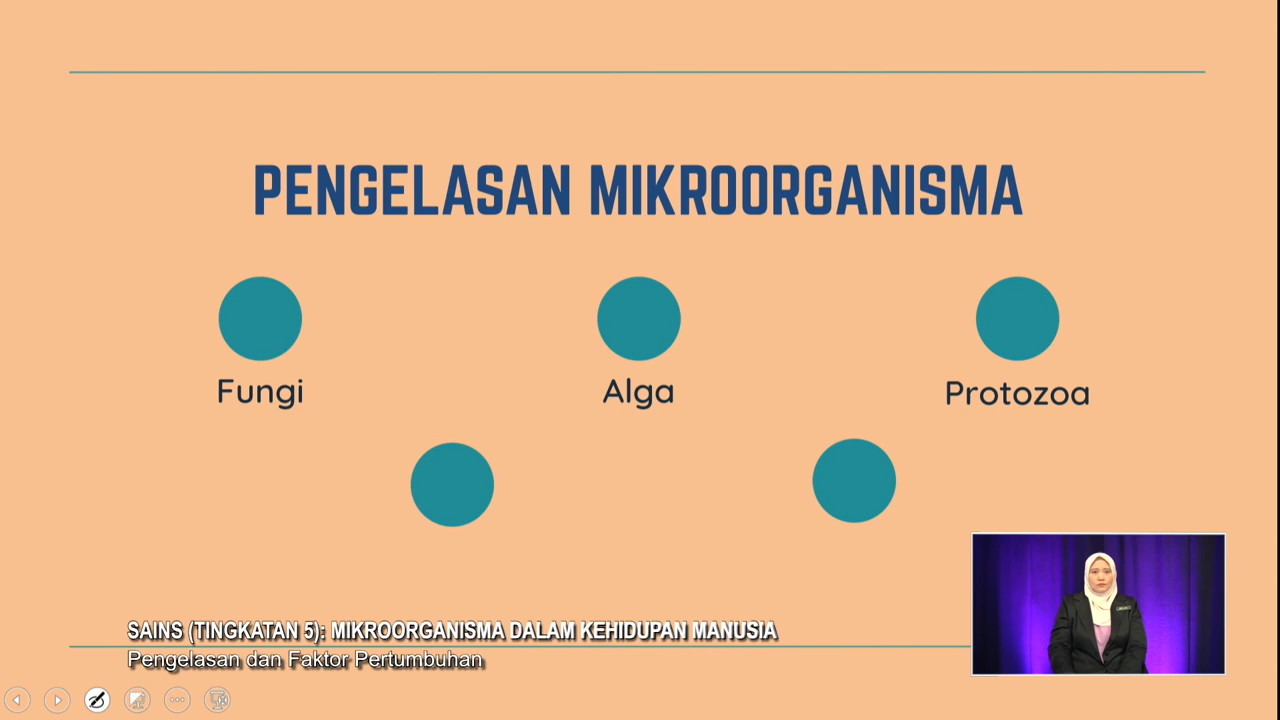 PENGELASAN MIKROORGANISMA
Fungi
Alga
Protozoa
SAINS (TINGKATAN 5): MIKROORGANISMA DALAM KEHIDUPAN MANUSIA
Pengelasan dan Faktor Pertumbuhan